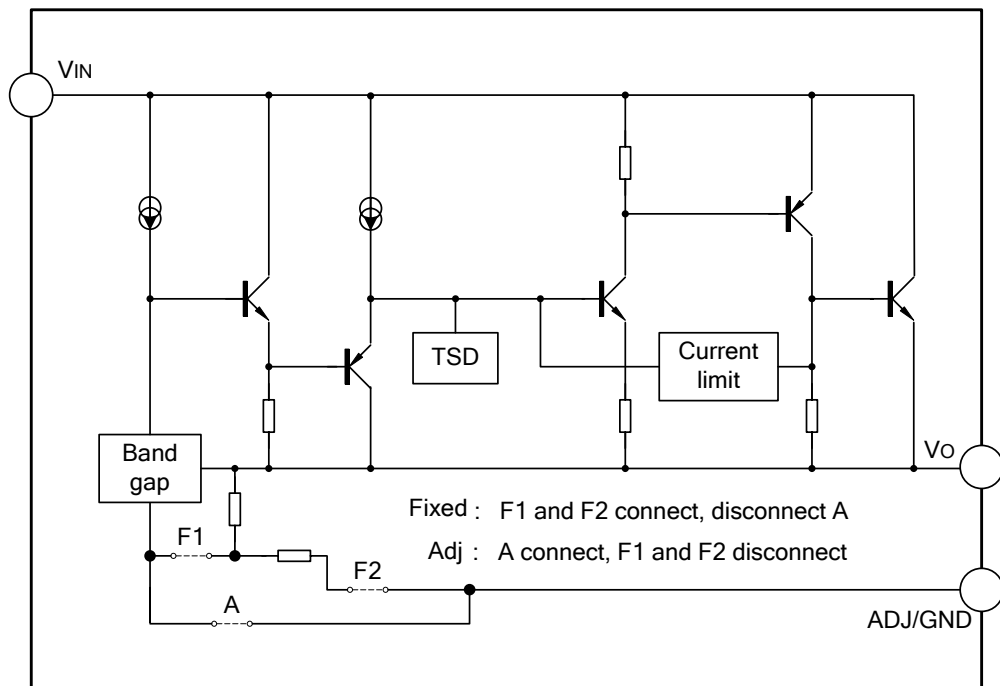 VIN
TSD
Current
limit
Band
gap
VO
Fixed : F1 and F2 connect, disconnect A
F1
Adj : A connect, F1 and F2 disconnect
F2
A
ADJ/GND